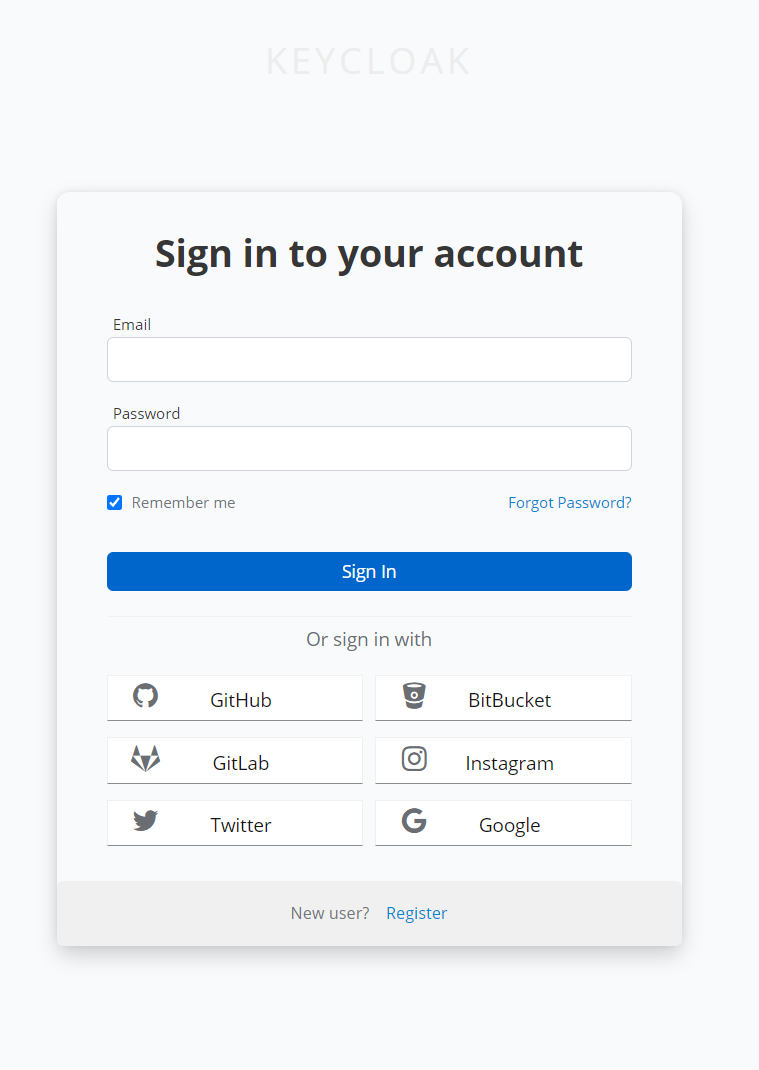 KEYCLOAK
Sign in to your account
Email
Password
Remember me Forgot Password?
Sign In
Or sign in with
GitHub BitBucket
GitLab Instagram
Twitter Google
New user? Register